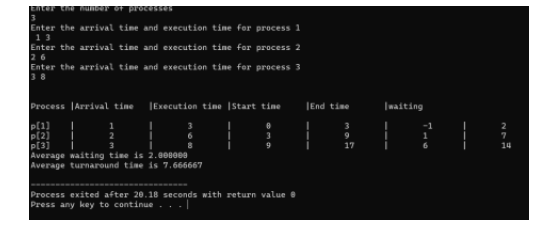 Enter the number of processes
3
Enter the arrival time and execution time for process 1
1 3
Enter the arrival time and execution time for process 2
2 6
Enter the arrival time and execution time for process 3
3 8
Process |Arrival time |Execution time |Start time |End time |waiting
p[1] | 1 | 3 | 0 | 3 | -1 | 2
p[2] | 2 | 6 | 3 | 9 | 1 | 7
p[3] | 3 | 8 | 9 | 17 | 6 | 14
Average waiting time is 2.000000
Average turnaround time is 7.666667
--------------------------------
Process exited after 20.18 seconds with return value 0
Press any key to continue . . .